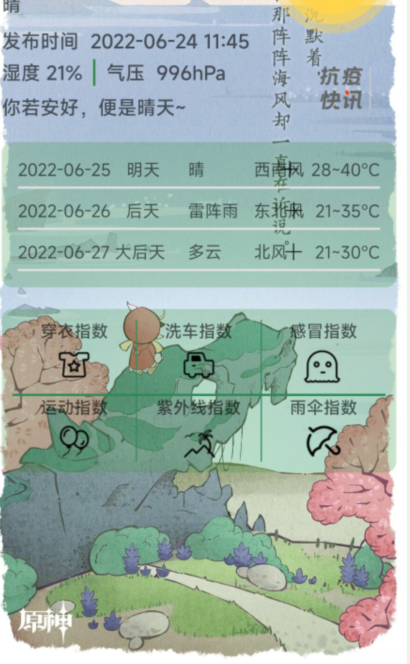 晴
发布时间 2022-06-24 11:45
湿度 21% 气压 996hPa
你若安好，便是晴天~
抗疫
快讯
沉默着，
那阵阵海风却一直在诉说。
2022-06-25 明天 晴 西南风 28~40°C
2022-06-26 后天 雷阵雨 东北风 21~35°C
2022-06-27 大后天 多云 北风 21~30°C
穿衣指数 洗车指数 感冒指数
运动指数 紫外线指数 雨伞指数
原神